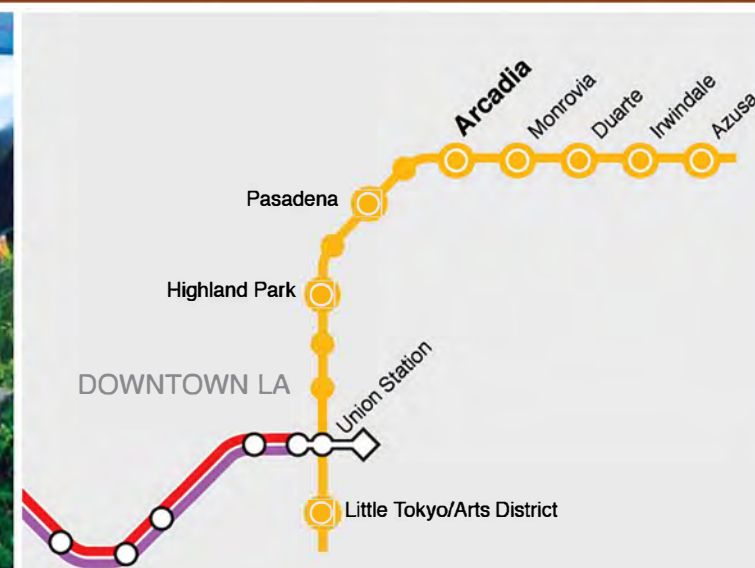 Arcadia
Monrovia
Duarte
Irwindale
Azusa
Pasadena
Highland Park
DOWNTOWN LA
Union Station
Little Tokyo/Arts District